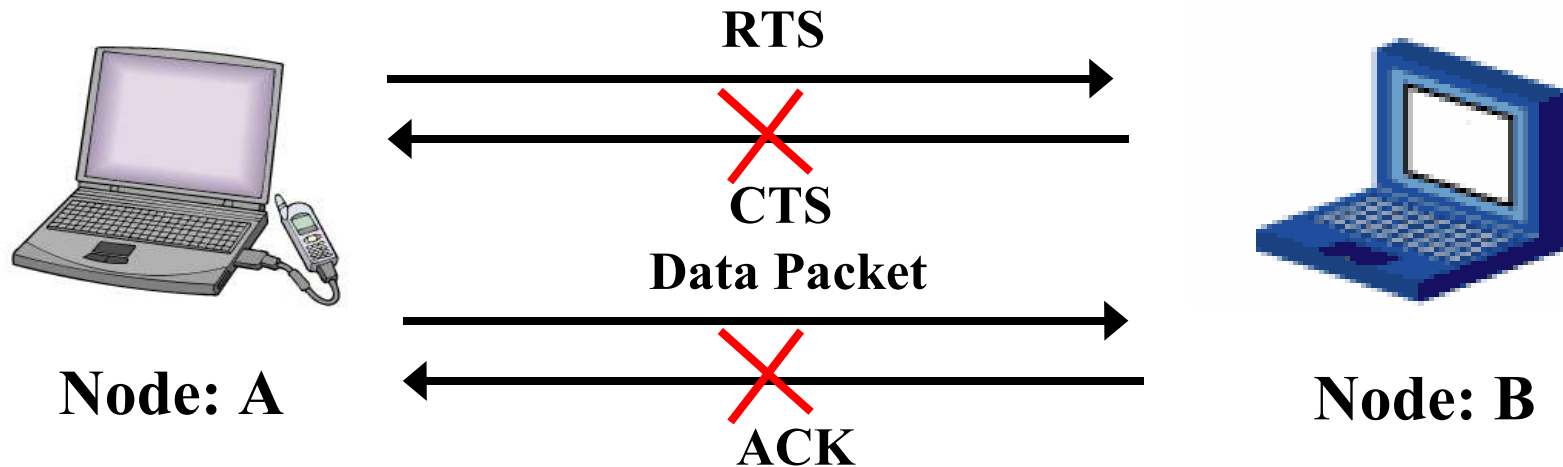 RTS
CTS
Data Packet
Node: A
Node: B
ACK